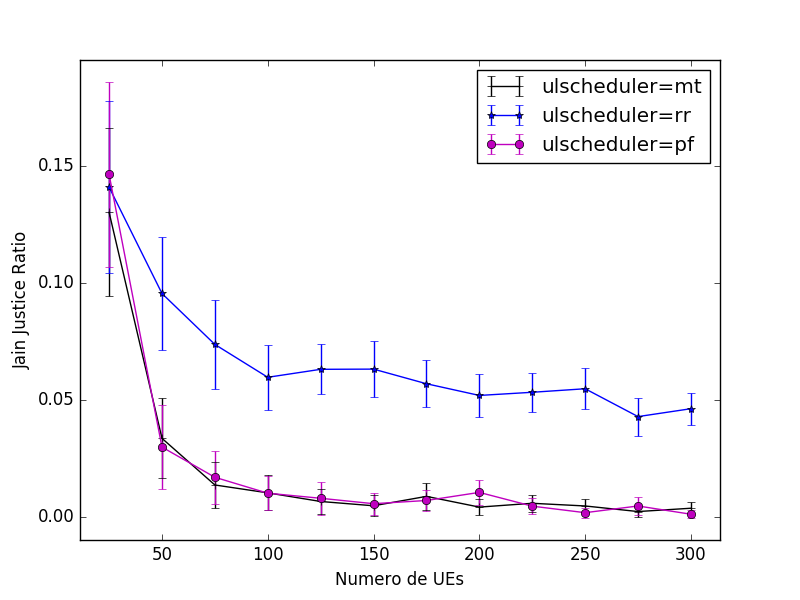 ulscheduler=mt
ulscheduler=rr
ulscheduler=pf
0.15
0.10
0.05
0.00
Jain Justice Ratio
50 100 150 200 250 300
Numero de UEs